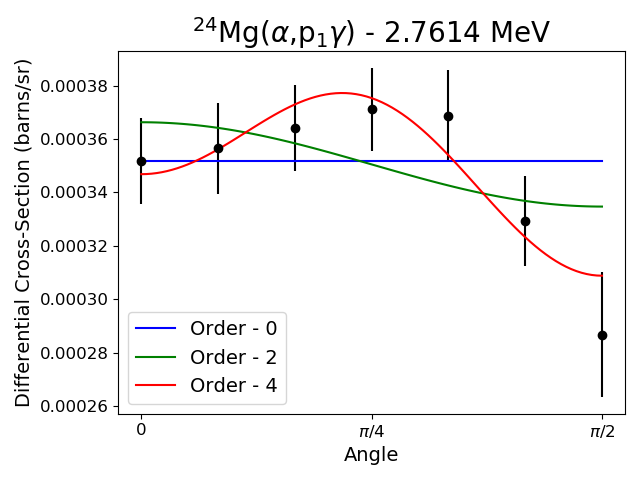 ²⁴Mg(α,p₁γ) - 2.7614 MeV
Differential Cross-Section (barns/sr)
0.00038
0.00036
0.00034
0.00032
0.00030
0.00028
0.00026
Order - 0
Order - 2
Order - 4
0 π/4 π/2
Angle